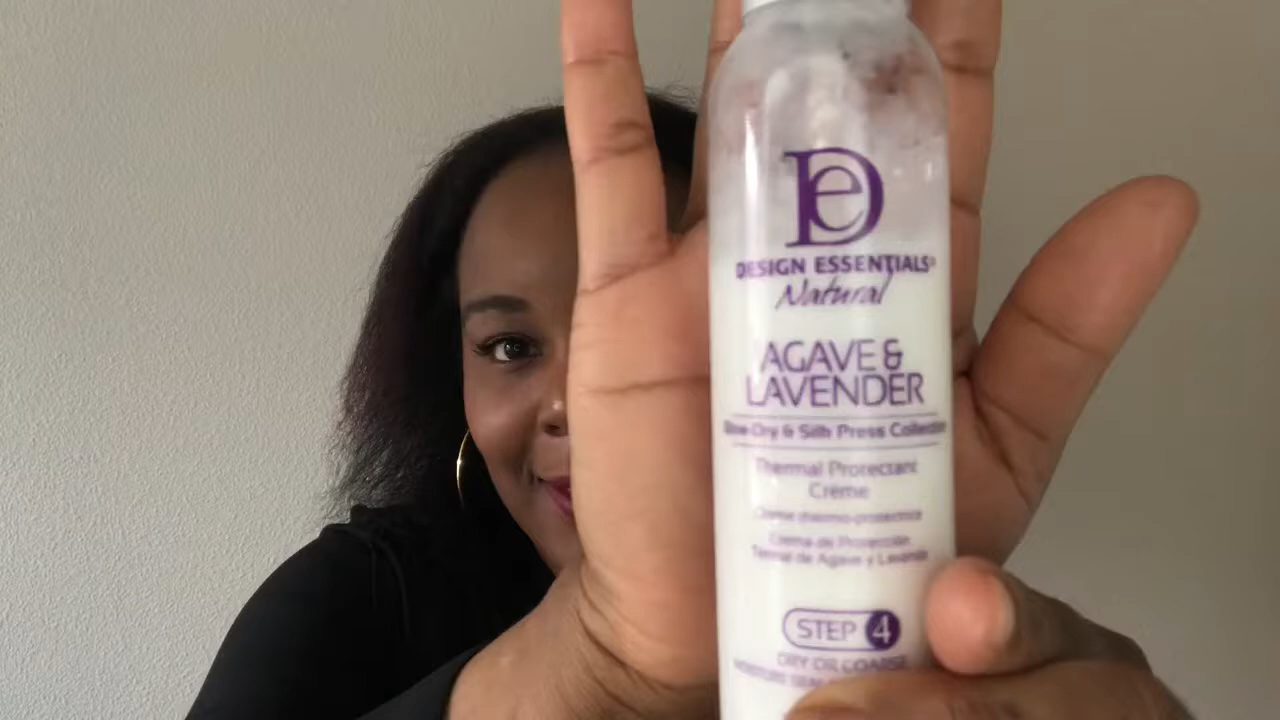 DE
DESIGN ESSENTIALS®
Natural
AGAVE &
LAVENDER
Blow-Dry & Silk Press Collection
Thermal Protectant
Crème
Crème thermo-protectrice
Crema de Protección
Termal de Agave y Lavanda
STEP 4
DRY OR COARSE